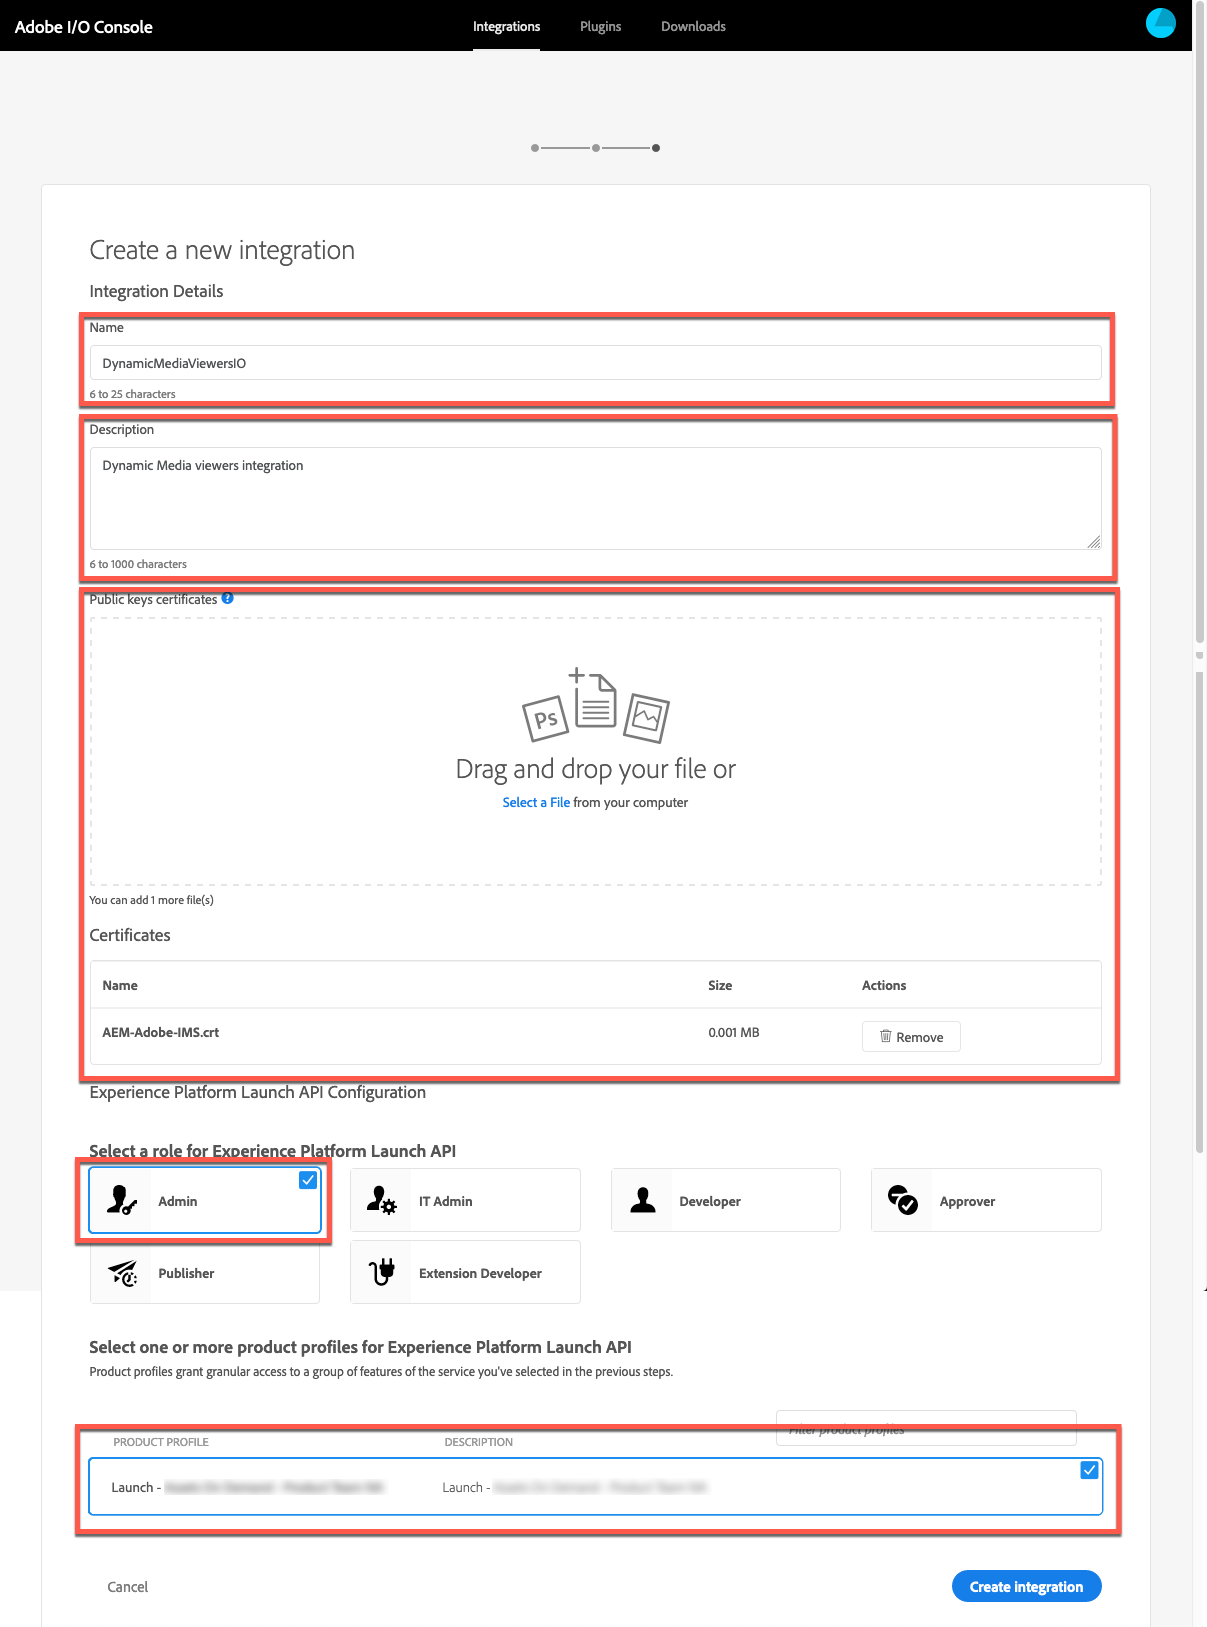 Adobe I/O Console
Integrations
Plugins
Downloads
Create a new integration
Integration Details
Name
DynamicMediaViewersIO
6 to 25 characters
Description
Dynamic Media viewers integration
6 to 1000 characters
Public keys certificates ?
Ps
Drag and drop your file or
Select a File from your computer
You can add 1 more file(s)
Certificates
Name Size Actions
AEM-Adobe-IMS.crt 0.001 MB Remove
Experience Platform Launch API Configuration
Select a role for Experience Platform Launch API
Admin
IT Admin
Developer
Approver
Publisher
Extension Developer
Select one or more product profiles for Experience Platform Launch API
Product profiles grant granular access to a group of features of the service you've selected in the previous steps.
Filter product profiles
PRODUCT PROFILE DESCRIPTION
Launch - Launch -
Cancel
Create integration